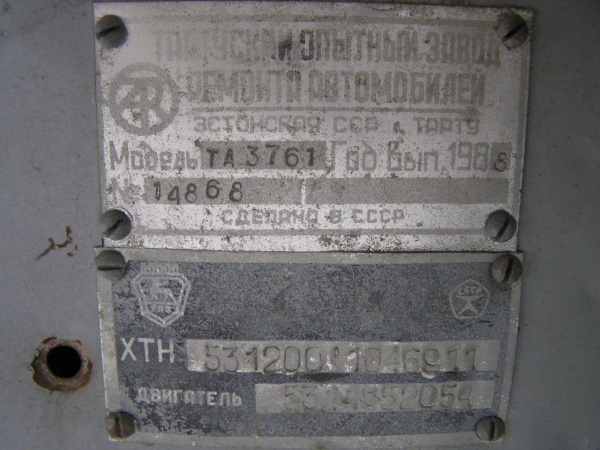 ТАРТУСКИЙ ОПЫТНЫЙ ЗАВОД
РЕМОНТА АВТОМОБИЛЕЙ
ЭСТОНСКАЯ ССР г. ТАРТУ
Модель ТА 3761 Год вып. 1988
№ 14868
СДЕЛАНО В СССР
ХТН 531200
ДВИГАТЕЛЬ